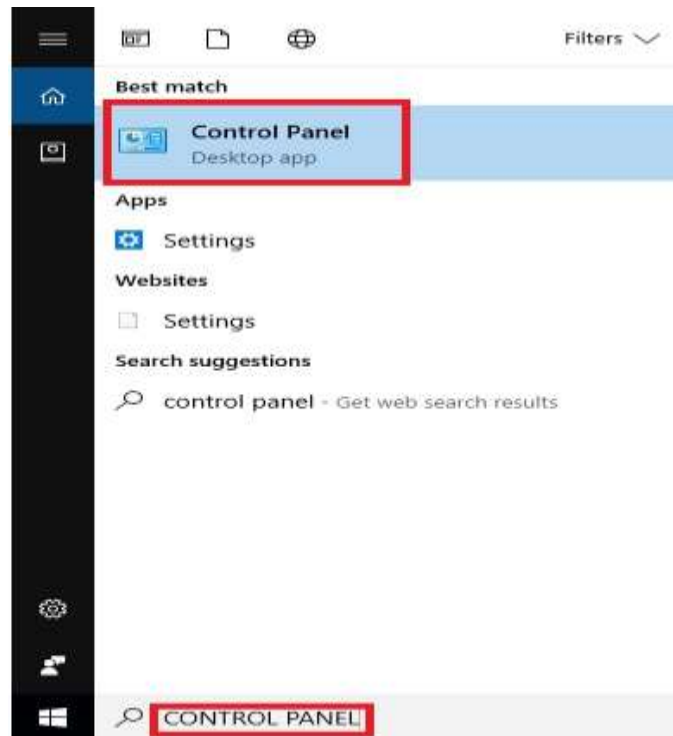 Filters
Best match
Control Panel
Desktop app
Apps
Settings
Websites
Settings
Search suggestions
control panel - Get web search results
CONTROL PANEL